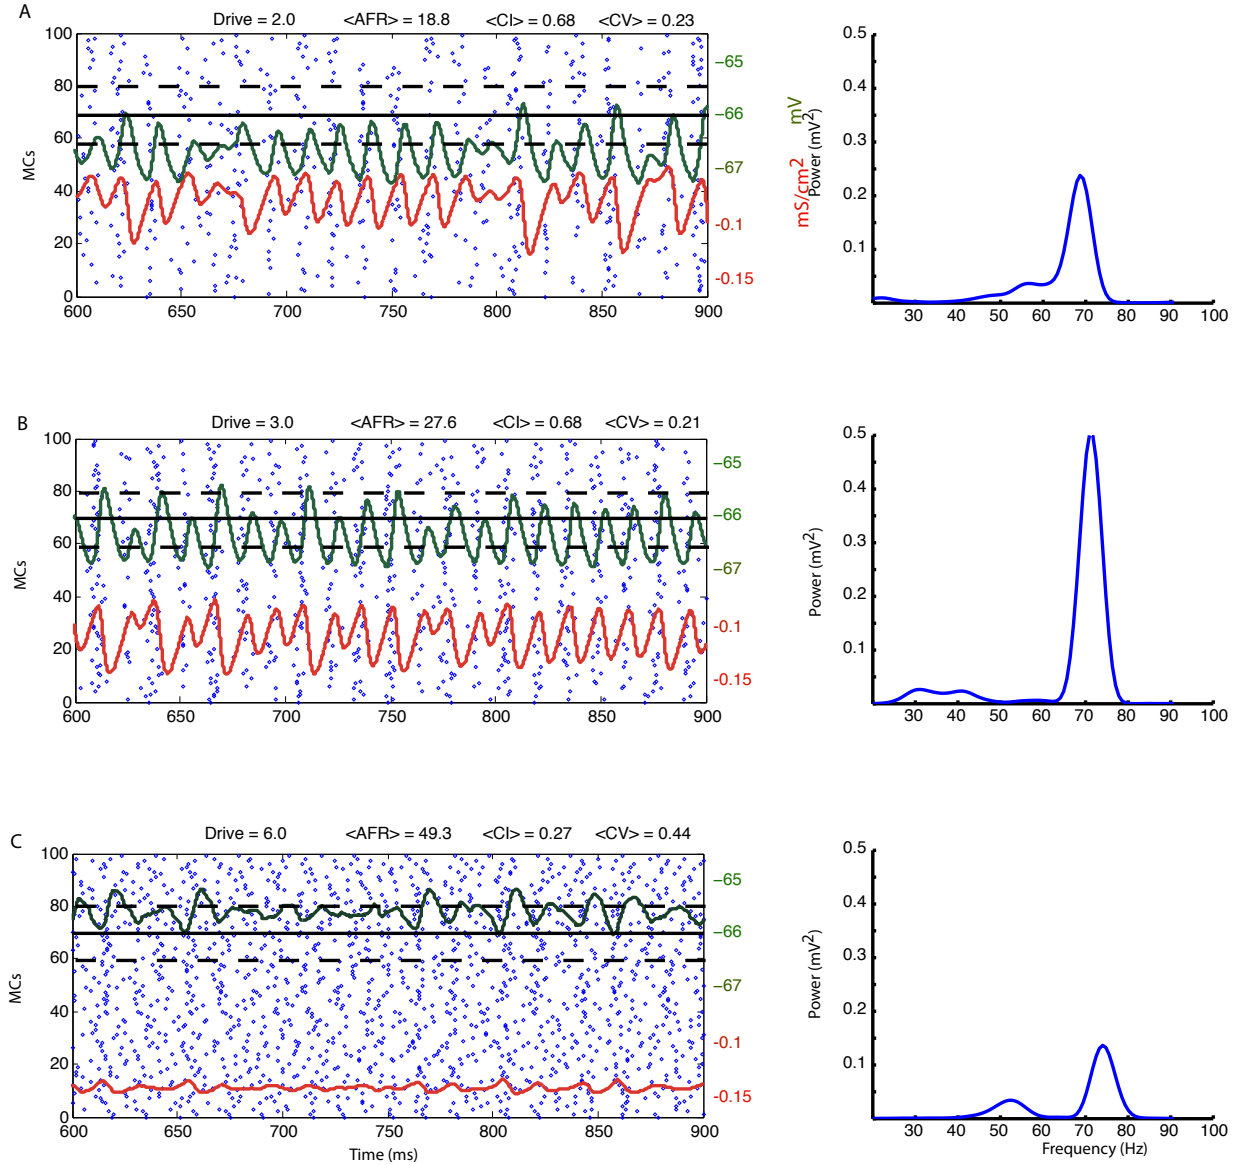 A
Drive = 2.0 <AFR> = 18.8 <CI> = 0.68 <CV> = 0.23
100
80
60
40
20
0
MCs
600 650 700 750 800 850 900
-65
-66
-67
-0.1
-0.15
mV
mS/cm2
Power (mV2)
0.5
0.4
0.3
0.2
0.1
30 40 50 60 70 80 90 100
B
Drive = 3.0 <AFR> = 27.6 <CI> = 0.68 <CV> = 0.21
100
80
60
40
20
0
MCs
600 650 700 750 800 850 900
-65
-66
-67
-0.1
-0.15
Power (mV2)
0.5
0.4
0.3
0.2
0.1
30 40 50 60 70 80 90 100
C
Drive = 6.0 <AFR> = 49.3 <CI> = 0.27 <CV> = 0.44
100
80
60
40
20
0
MCs
600 650 700 750 800 850 900
Time (ms)
-65
-66
-67
-0.1
-0.15
Power (mV2)
0.5
0.4
0.3
0.2
0.1
30 40 50 60 70 80 90 100
Frequency (Hz)